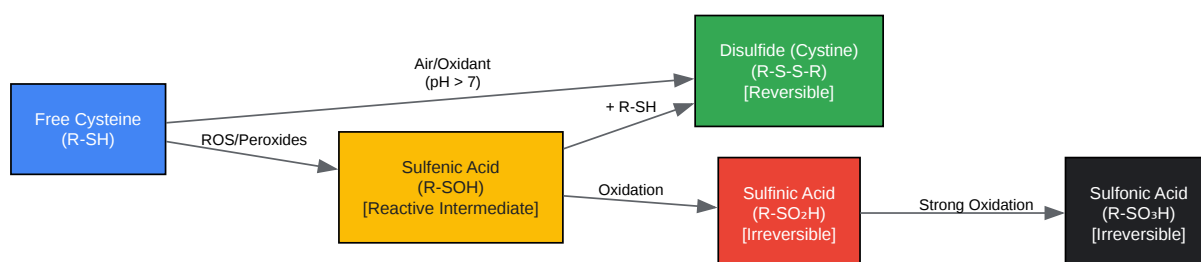 Free Cysteine
(R-SH)
Air/Oxidant
(pH > 7)
ROS/Peroxides
Disulfide (Cystine)
(R-S-S-R)
[Reversible]
+ R-SH
Sulfenic Acid
(R-SOH)
[Reactive Intermediate]
Oxidation
Sulfinic Acid
(R-SO₂H)
[Irreversible]
Strong Oxidation
Sulfonic Acid
(R-SO₃H)
[Irreversible]